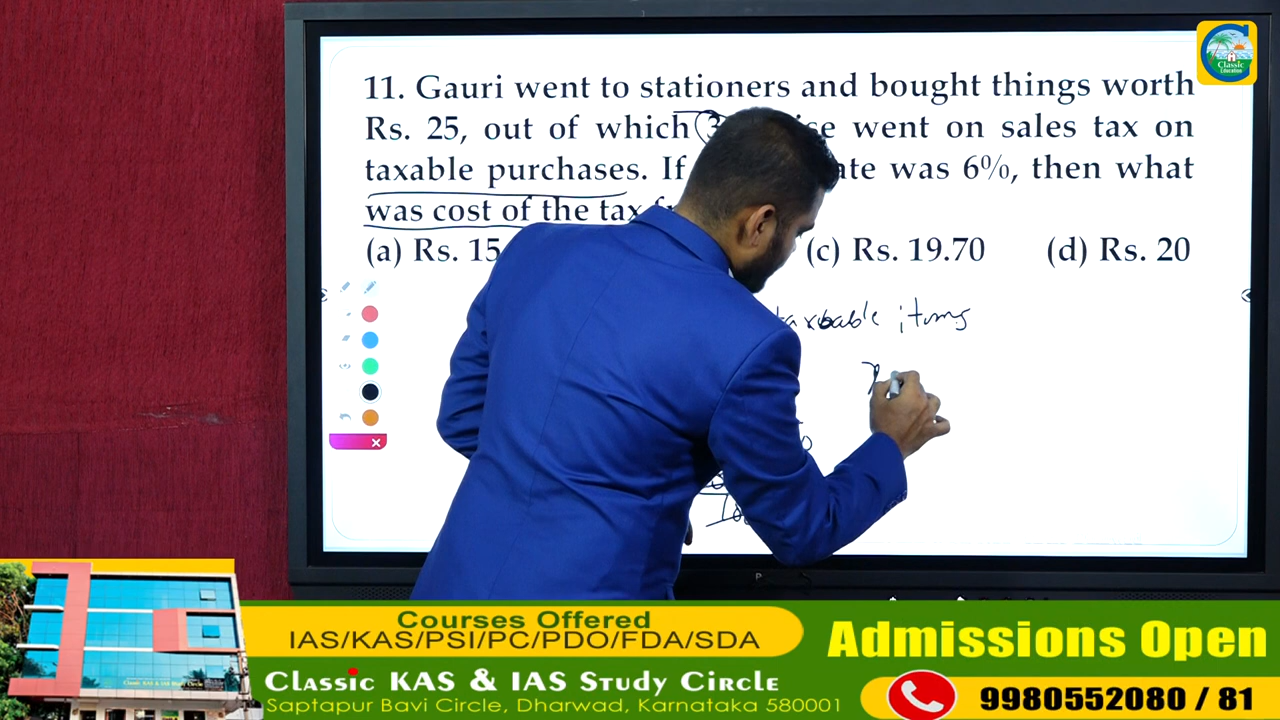 Classic
Education
11. Gauri went to stationers and bought things worth
Rs. 25, out of which went on sales tax on
taxable purchases. If was 6%, then what
was cost of the tax
(a) Rs. 15 (c) Rs. 19.70 (d) Rs. 20
items
Courses Offered
IAS/KAS/PSI/PC/PDO/FDA/SDA
Classic KAS & IAS Study Circle
Saptapur Bavi Circle, Dharwad, Karnataka 580001
Admissions Open
9980552080 / 81